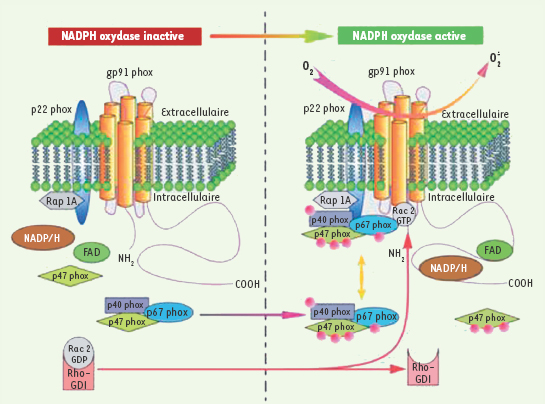 NADPH oxydase inactive
NADPH oxydase active
gp91 phox
p22 phox
Extracellulaire
Rap 1A
Intracellulaire
NADP/H
FAD
NH2
p47 phox
COOH
p40 phox
p67 phox
p47 phox
Rac 2
GDP
Rho-
GDI
O2
O2∸
gp91 phox
p22 phox
Extracellulaire
Rap 1A
Intracellulaire
Rac 2
GTP
p40 phox
p67 phox
p47 phox
NH2
FAD
NADP/H
COOH
p40 phox
p67 phox
p47 phox
p47 phox
Rho-
GDI